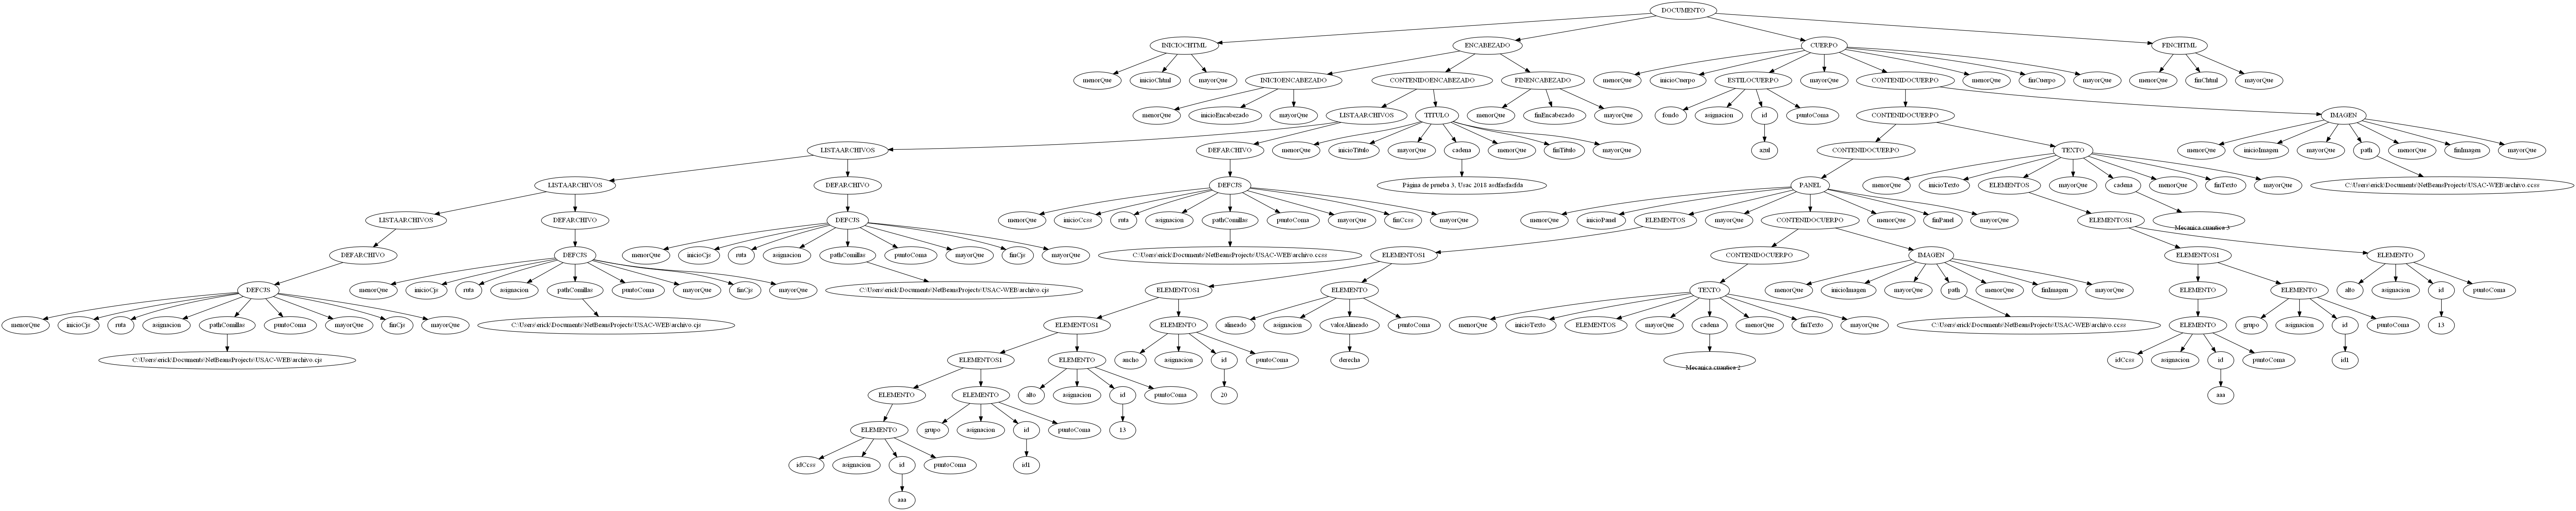 DOCUMENTO
INICIOCHTML ENCABEZADO CUERPO FINCHTML
menorQue inicioChtml mayorQue INICIOENCABEZADO CONTENIDOENCABEZADO FINENCABEZADO menorQue inicioCuerpo ESTILOCUERPO mayorQue CONTENIDOCUERPO menorQue finCuerpo mayorQue menorQue finChtml mayorQue
menorQue inicioEncabezado mayorQue LISTAARCHIVOS TITULO menorQue finEncabezado mayorQue fondo asignacion id puntoComa CONTENIDOCUERPO IMAGEN
LISTAARCHIVOS DEFARCHIVO menorQue inicioTitulo mayorQue cadena menorQue finTitulo mayorQue azul CONTENIDOCUERPO TEXTO menorQue inicioImagen mayorQue path menorQue finImagen mayorQue
LISTAARCHIVOS DEFARCHIVO DEFCJS Página de prueba 3, Usac 2018 PANEL menorQue inicioTexto ELEMENTOS mayorQue cadena menorQue finTexto mayorQue C:\Users\erick\Documents\NetBeansProjects\USAC-WEB\archivo.ccss
LISTAARCHIVOS DEFARCHIVO DEFCJS menorQue inicioCcss ruta asignacion pathComillas puntoComa mayorQue finCcss mayorQue menorQue inicioPanel ELEMENTOS mayorQue CONTENIDOCUERPO menorQue finPanel mayorQue ELEMENTOS1 Mecanica cuantica 3
DEFARCHIVO DEFCJS menorQue inicioCjs ruta asignacion pathComillas puntoComa mayorQue finCjs mayorQue C:\Users\erick\Documents\NetBeansProjects\USAC-WEB\archivo.ccss ELEMENTOS1 CONTENIDOCUERPO IMAGEN ELEMENTOS1 ELEMENTO
DEFCJS menorQue inicioCjs ruta asignacion pathComillas puntoComa mayorQue finCjs mayorQue C:\Users\erick\Documents\NetBeansProjects\USAC-WEB\archivo.cjs ELEMENTOS1 ELEMENTO TEXTO menorQue inicioImagen mayorQue path menorQue finImagen mayorQue ELEMENTO ELEMENTO alto asignacion id puntoComa
menorQue inicioCjs ruta asignacion pathComillas puntoComa mayorQue finCjs mayorQue C:\Users\erick\Documents\NetBeansProjects\USAC-WEB\archivo.cjs ELEMENTOS1 ELEMENTO alineado asignacion valorAlineado puntoComa menorQue inicioTexto ELEMENTOS mayorQue cadena menorQue finTexto mayorQue C:\Users\erick\Documents\NetBeansProjects\USAC-WEB\archivo.ccss ELEMENTO grupo asignacion id puntoComa 13
C:\Users\erick\Documents\NetBeansProjects\USAC-WEB\archivo.cjs ELEMENTOS1 ELEMENTO ancho asignacion id puntoComa derecha Mecanica cuantica 2 idCcss asignacion id puntoComa id1
ELEMENTO ELEMENTO alto asignacion id puntoComa 20 aaa
ELEMENTO grupo asignacion id puntoComa 13
idCcss asignacion id puntoComa id1
aaa